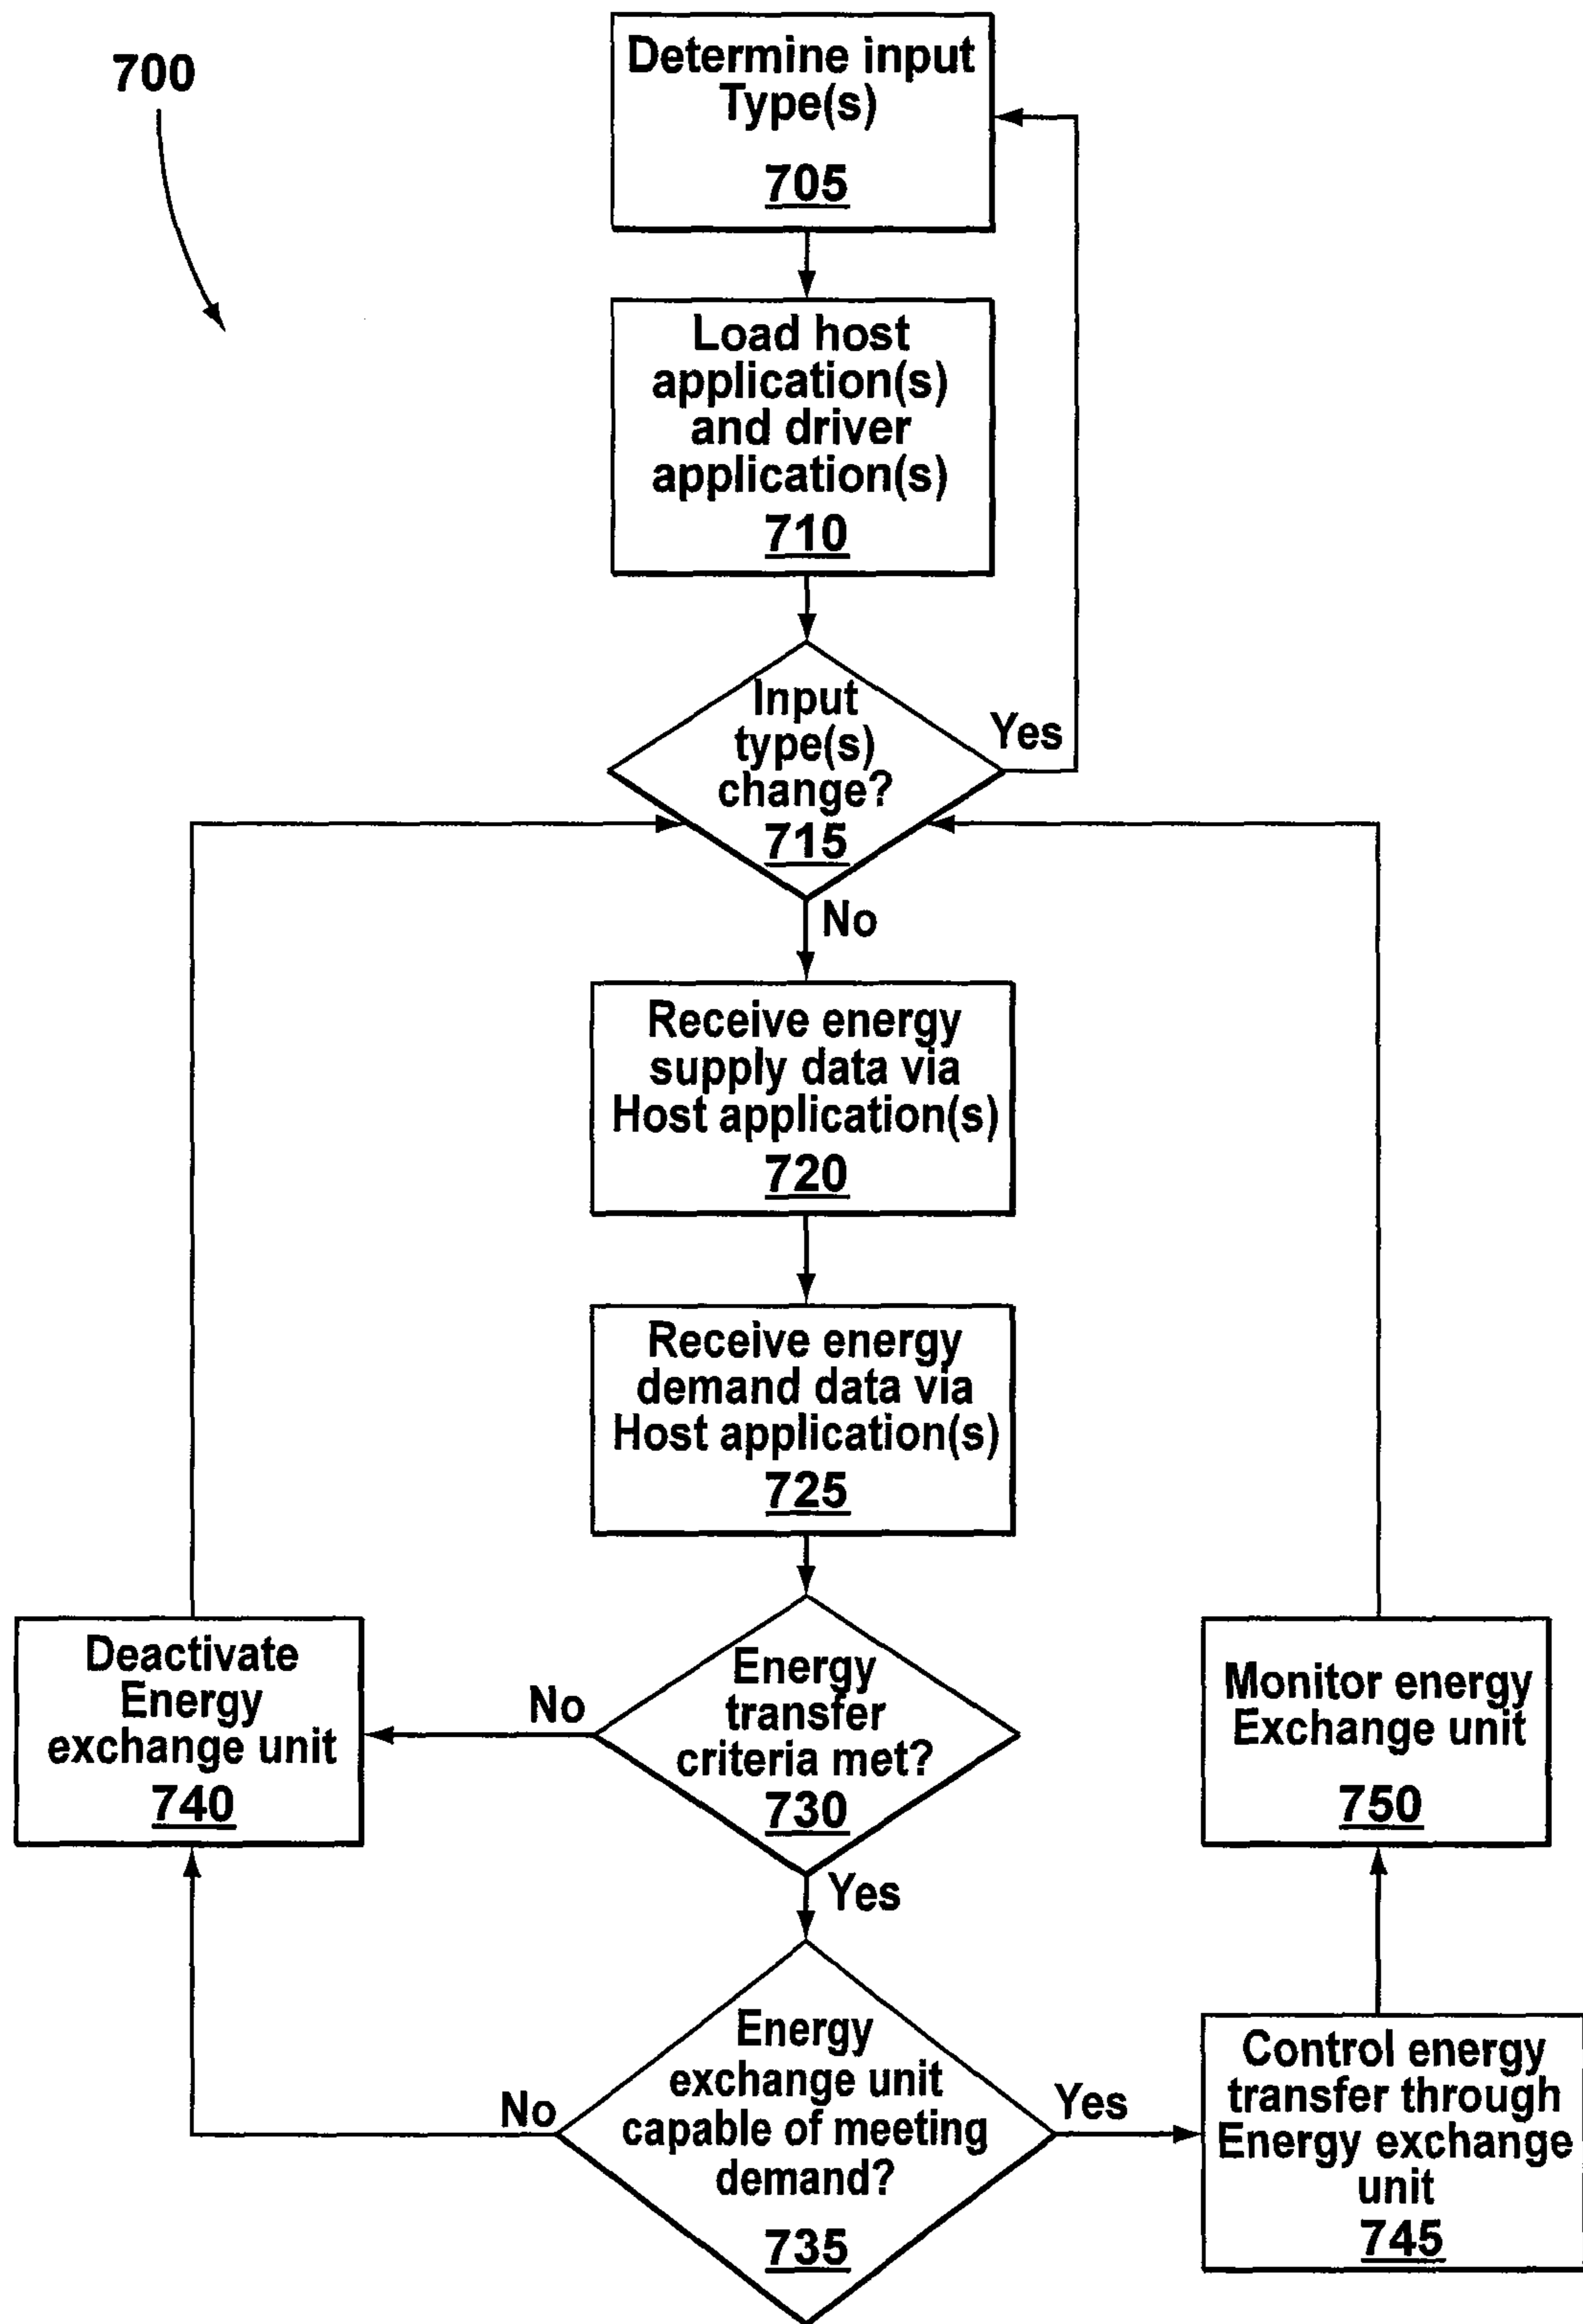 700
Determine input
Type(s)
705
Load host
application(s)
and driver
application(s)
710
Input
type(s)
change?
715
Yes
No
Receive energy
supply data via
Host application(s)
720
Receive energy
demand data via
Host application(s)
725
Energy
transfer
criteria met?
730
No
Yes
Deactivate
Energy
exchange unit
740
Monitor energy
Exchange unit
750
Energy
exchange unit
capable of meeting
demand?
735
No
Yes
Control energy
transfer through
Energy exchange
unit
745